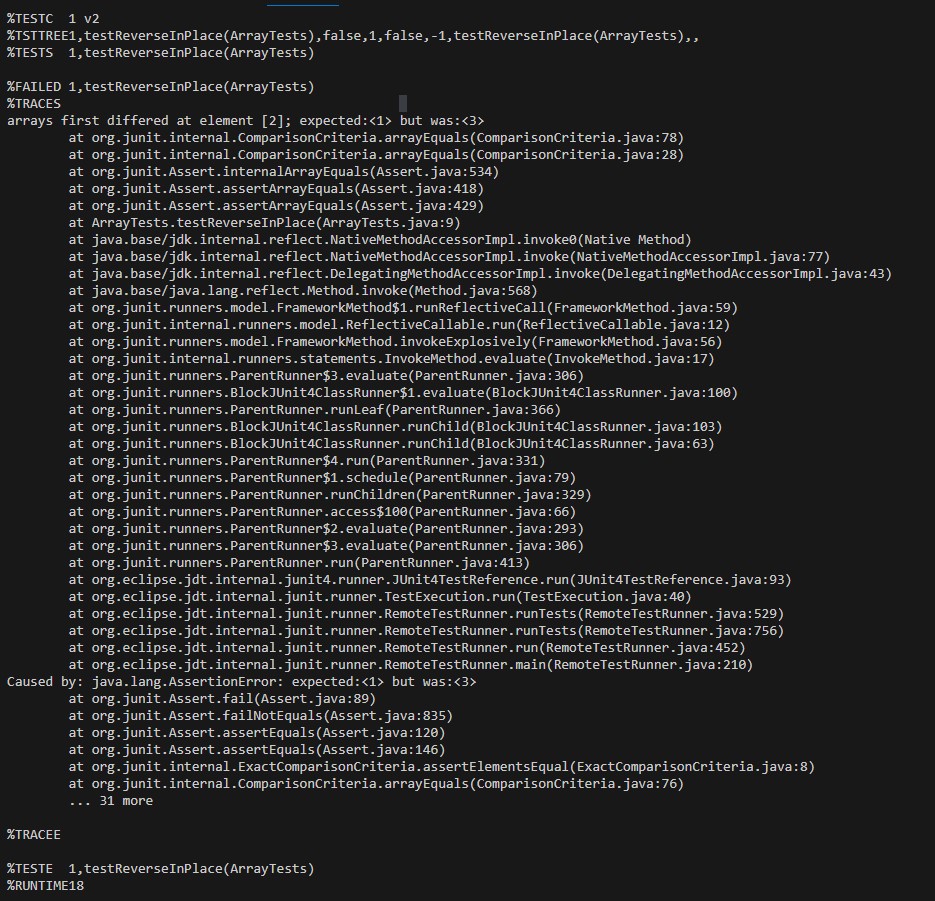 %TESTC  1 v2
%TSTTREE1,testReverseInPlace(ArrayTests),false,1,false,-1,testReverseInPlace(ArrayTests),,
%TESTS  1,testReverseInPlace(ArrayTests)
%FAILED 1,testReverseInPlace(ArrayTests)
%TRACES
arrays first differed at element [2]; expected:<1> but was:<3>
        at org.junit.internal.ComparisonCriteria.arrayEquals(ComparisonCriteria.java:78)
        at org.junit.internal.ComparisonCriteria.arrayEquals(ComparisonCriteria.java:28)
        at org.junit.Assert.internalArrayEquals(Assert.java:534)
        at org.junit.Assert.assertArrayEquals(Assert.java:418)
        at org.junit.Assert.assertArrayEquals(Assert.java:429)
        at ArrayTests.testReverseInPlace(ArrayTests.java:9)
        at java.base/jdk.internal.reflect.NativeMethodAccessorImpl.invoke0(Native Method)
        at java.base/jdk.internal.reflect.NativeMethodAccessorImpl.invoke(NativeMethodAccessorImpl.java:77)
        at java.base/jdk.internal.reflect.DelegatingMethodAccessorImpl.invoke(DelegatingMethodAccessorImpl.java:43)
        at java.base/java.lang.reflect.Method.invoke(Method.java:568)
        at org.junit.runners.model.FrameworkMethod$1.runReflectiveCall(FrameworkMethod.java:59)
        at org.junit.internal.runners.model.ReflectiveCallable.run(ReflectiveCallable.java:12)
        at org.junit.runners.model.FrameworkMethod.invokeExplosively(FrameworkMethod.java:56)
        at org.junit.internal.runners.statements.InvokeMethod.evaluate(InvokeMethod.java:17)
        at org.junit.runners.ParentRunner$3.evaluate(ParentRunner.java:306)
        at org.junit.runners.BlockJUnit4ClassRunner$1.evaluate(BlockJUnit4ClassRunner.java:100)
        at org.junit.runners.ParentRunner.runLeaf(ParentRunner.java:366)
        at org.junit.runners.BlockJUnit4ClassRunner.runChild(BlockJUnit4ClassRunner.java:103)
        at org.junit.runners.BlockJUnit4ClassRunner.runChild(BlockJUnit4ClassRunner.java:63)
        at org.junit.runners.ParentRunner$4.run(ParentRunner.java:331)
        at org.junit.runners.ParentRunner$1.schedule(ParentRunner.java:79)
        at org.junit.runners.ParentRunner.runChildren(ParentRunner.java:329)
        at org.junit.runners.ParentRunner.access$100(ParentRunner.java:66)
        at org.junit.runners.ParentRunner$2.evaluate(ParentRunner.java:293)
        at org.junit.runners.ParentRunner$3.evaluate(ParentRunner.java:306)
        at org.junit.runners.ParentRunner.run(ParentRunner.java:413)
        at org.eclipse.jdt.internal.junit4.runner.JUnit4TestReference.run(JUnit4TestReference.java:93)
        at org.eclipse.jdt.internal.junit.runner.TestExecution.run(TestExecution.java:40)
        at org.eclipse.jdt.internal.junit.runner.RemoteTestRunner.runTests(RemoteTestRunner.java:529)
        at org.eclipse.jdt.internal.junit.runner.RemoteTestRunner.runTests(RemoteTestRunner.java:756)
        at org.eclipse.jdt.internal.junit.runner.RemoteTestRunner.run(RemoteTestRunner.java:452)
        at org.eclipse.jdt.internal.junit.runner.RemoteTestRunner.main(RemoteTestRunner.java:210)
Caused by: java.lang.AssertionError: expected:<1> but was:<3>
        at org.junit.Assert.fail(Assert.java:89)
        at org.junit.Assert.failNotEquals(Assert.java:835)
        at org.junit.Assert.assertEquals(Assert.java:120)
        at org.junit.Assert.assertEquals(Assert.java:146)
        at org.junit.internal.ExactComparisonCriteria.assertElementsEqual(ExactComparisonCriteria.java:8)
        at org.junit.internal.ComparisonCriteria.arrayEquals(ComparisonCriteria.java:76)
        ... 31 more
%TRACEE
%TESTE  1,testReverseInPlace(ArrayTests)
%RUNTIME18